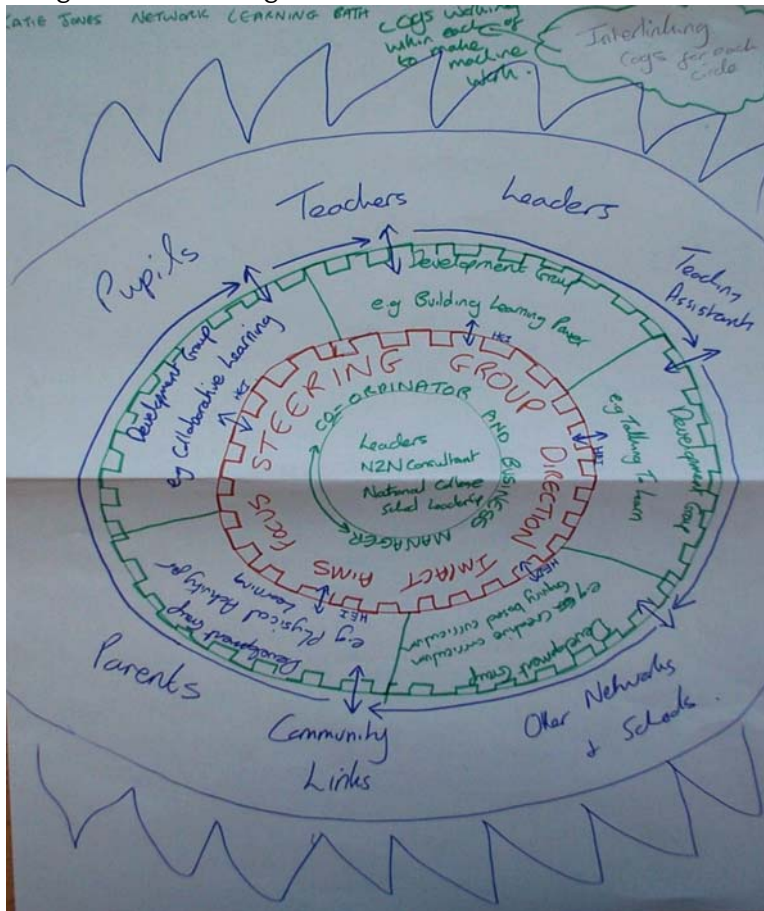 KATIE JONES NETWORK LEARNING BATH
cogs working
within each of
to make
machine
work.
Interlinking
cogs for each
circle
Pupils
Teachers
Leaders
Teaching
Assistants
Other Networks
+ Schools.
Community
Links
Parents
Development Group
e.g Collaborative Learning
Development Group
e.g Building Learning Power
Development Group
e.g Talking To Learn
Development Group
e.g Creative curriculum
Enquiry based curriculum
Development Group
e.g Physical Activity for
Learning
HEI
HEI
HEI
HEI
HEI
STEERING GROUP DIRECTION IMPACT AIMS FOCUS
CO-ORDINATOR AND BUSINESS MANAGER
Leaders
N2N Consultant
National College
School Leadership